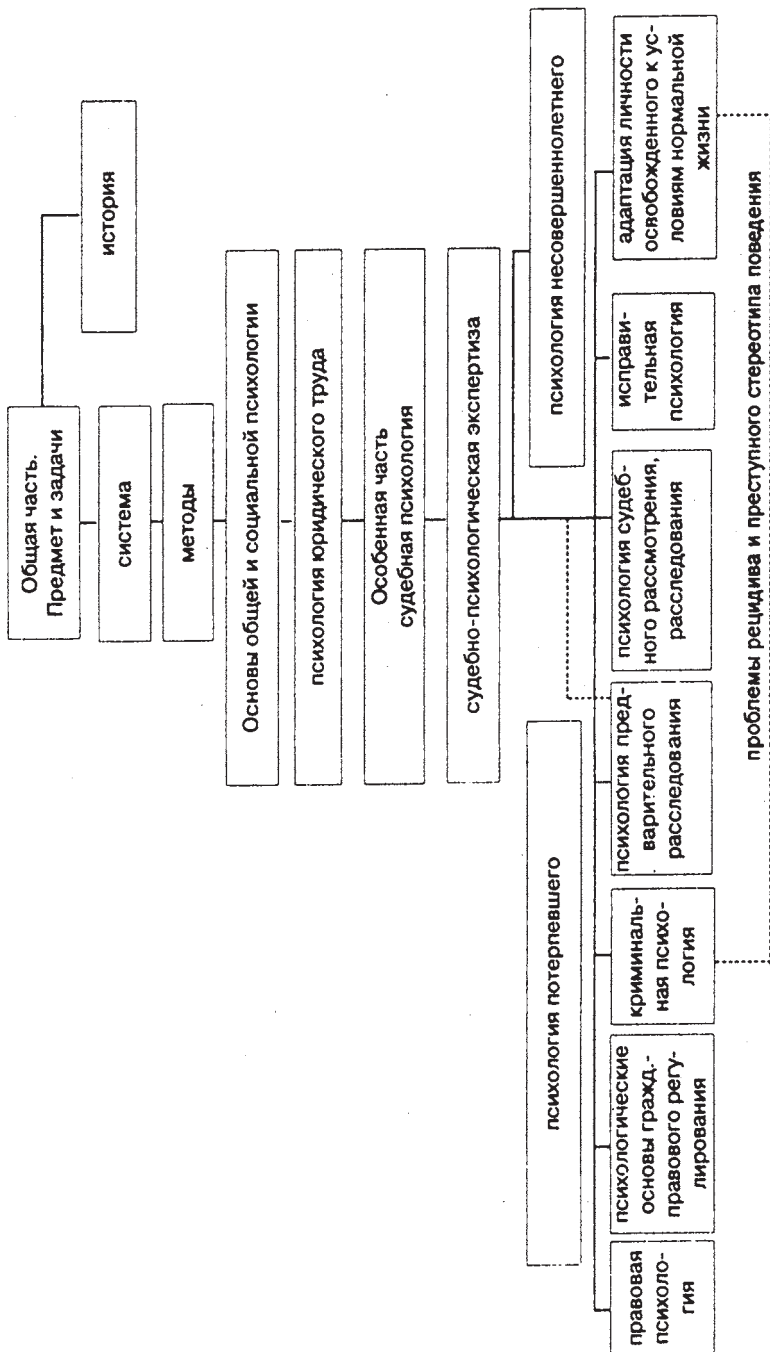 Общая часть.
Предмет и задачи
история
система
методы
Основы общей и социальной психологии
психология юридического труда
Особенная часть
судебная психология
судебно-психологическая экспертиза
психология потерпевшего
психология несовершеннолетнего
правовая
психоло-
гия
психологические
основы гражд.-
правового регу-
лирования
криминаль-
ная психо-
логия
психология пред-
варительного
расследования
психология судеб-
ного рассмотрения,
расследования
исправи-
тельная
психология
адаптация личности
освобожденного к ус-
ловиям нормальной
жизни
проблемы рецидива и преступного стереотипа поведения